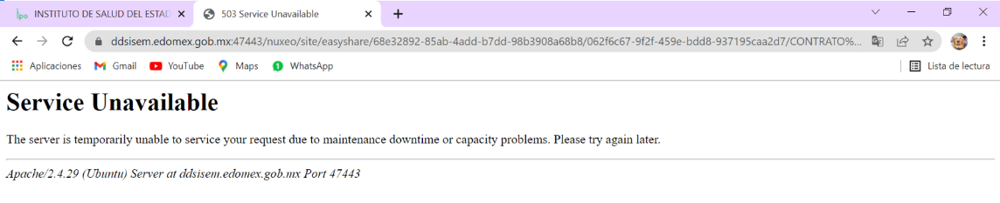 ipo INSTITUTO DE SALUD DEL ESTAD
503 Service Unavailable
ddsisem.edomex.gob.mx:47443/nuxeo/site/easyshare/68e32892-85ab-4add-b7dd-98b3908a68b8/062f6c67-9f2f-459e-bdd8-937195caa2d7/CONTRATO%...
Aplicaciones
Gmail
YouTube
Maps
1 WhatsApp
Lista de lectura
Service Unavailable
The server is temporarily unable to service your request due to maintenance downtime or capacity problems. Please try again later.
Apache/2.4.29 (Ubuntu) Server at ddsisem.edomex.gob.mx Port 47443